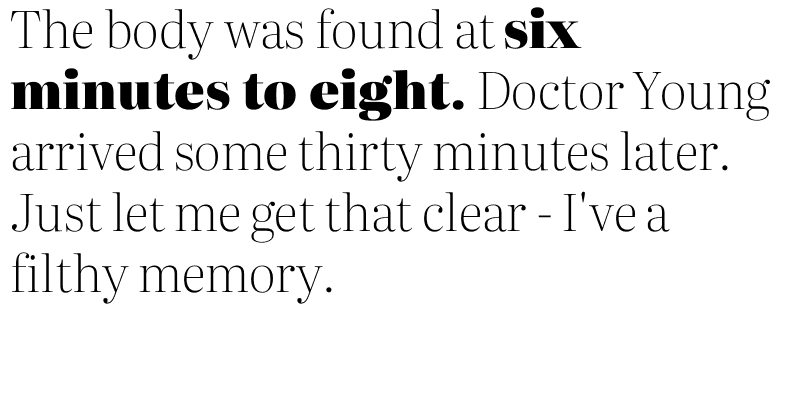 The body was found at six
minutes to eight. Doctor Young
arrived some thirty minutes later.
Just let me get that clear - I've a
filthy memory.